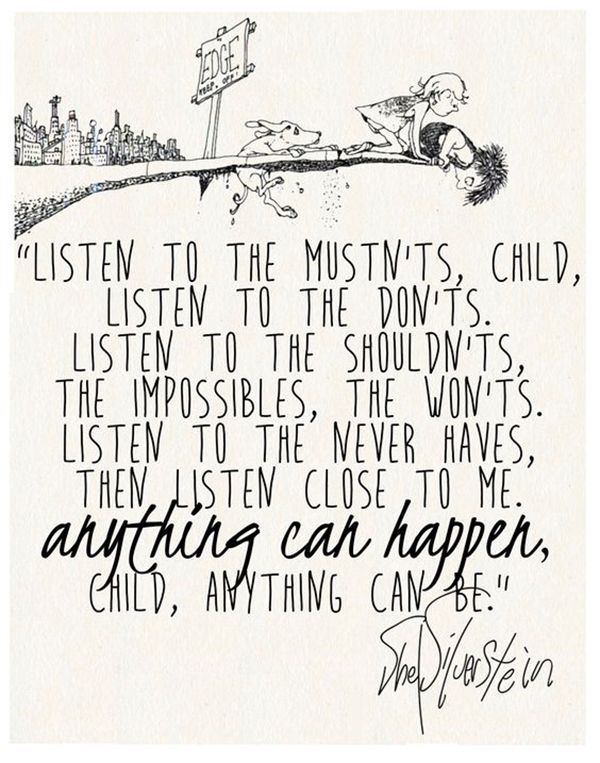 EDGE
KEEP OFF!
"LISTEN TO THE MUSTN'TS, CHILD,
LISTEN TO THE DON'TS.
LISTEN TO THE SHOULDN'TS,
THE IMPOSSIBLES, THE WON'TS.
LISTEN TO THE NEVER HAVES,
THEN LISTEN CLOSE TO ME.
anything can happen,
CHILD, ANYTHING CAN BE."
Shel Silverstein